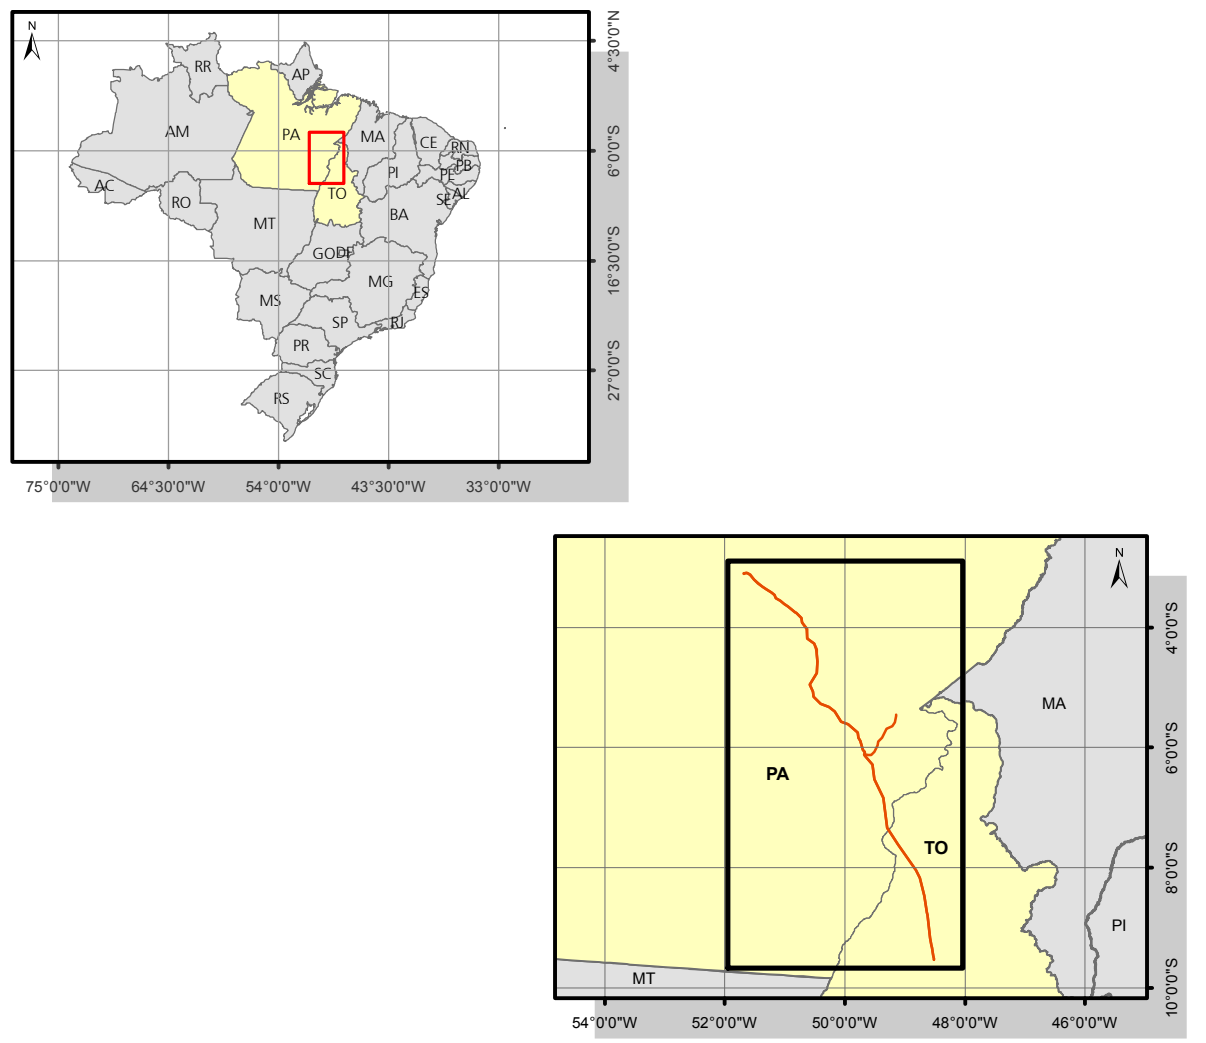 N
4°30'0"N
RR
AP
AM
PA
MA
CE
RN
6°0'0"S
PB
PI
PE
AC
TO
AL
SE
RO
BA
MT
GO
DF
16°30'0"S
MG
MS
ES
SP
RJ
PR
SC
27°0'0"S
RS
75°0'0"W 64°30'0"W 54°0'0"W 43°30'0"W 33°0'0"W
N
4°0'0"S
MA
6°0'0"S
PA
TO
8°0'0"S
PI
MT
10°0'0"S
54°0'0"W 52°0'0"W 50°0'0"W 48°0'0"W 46°0'0"W